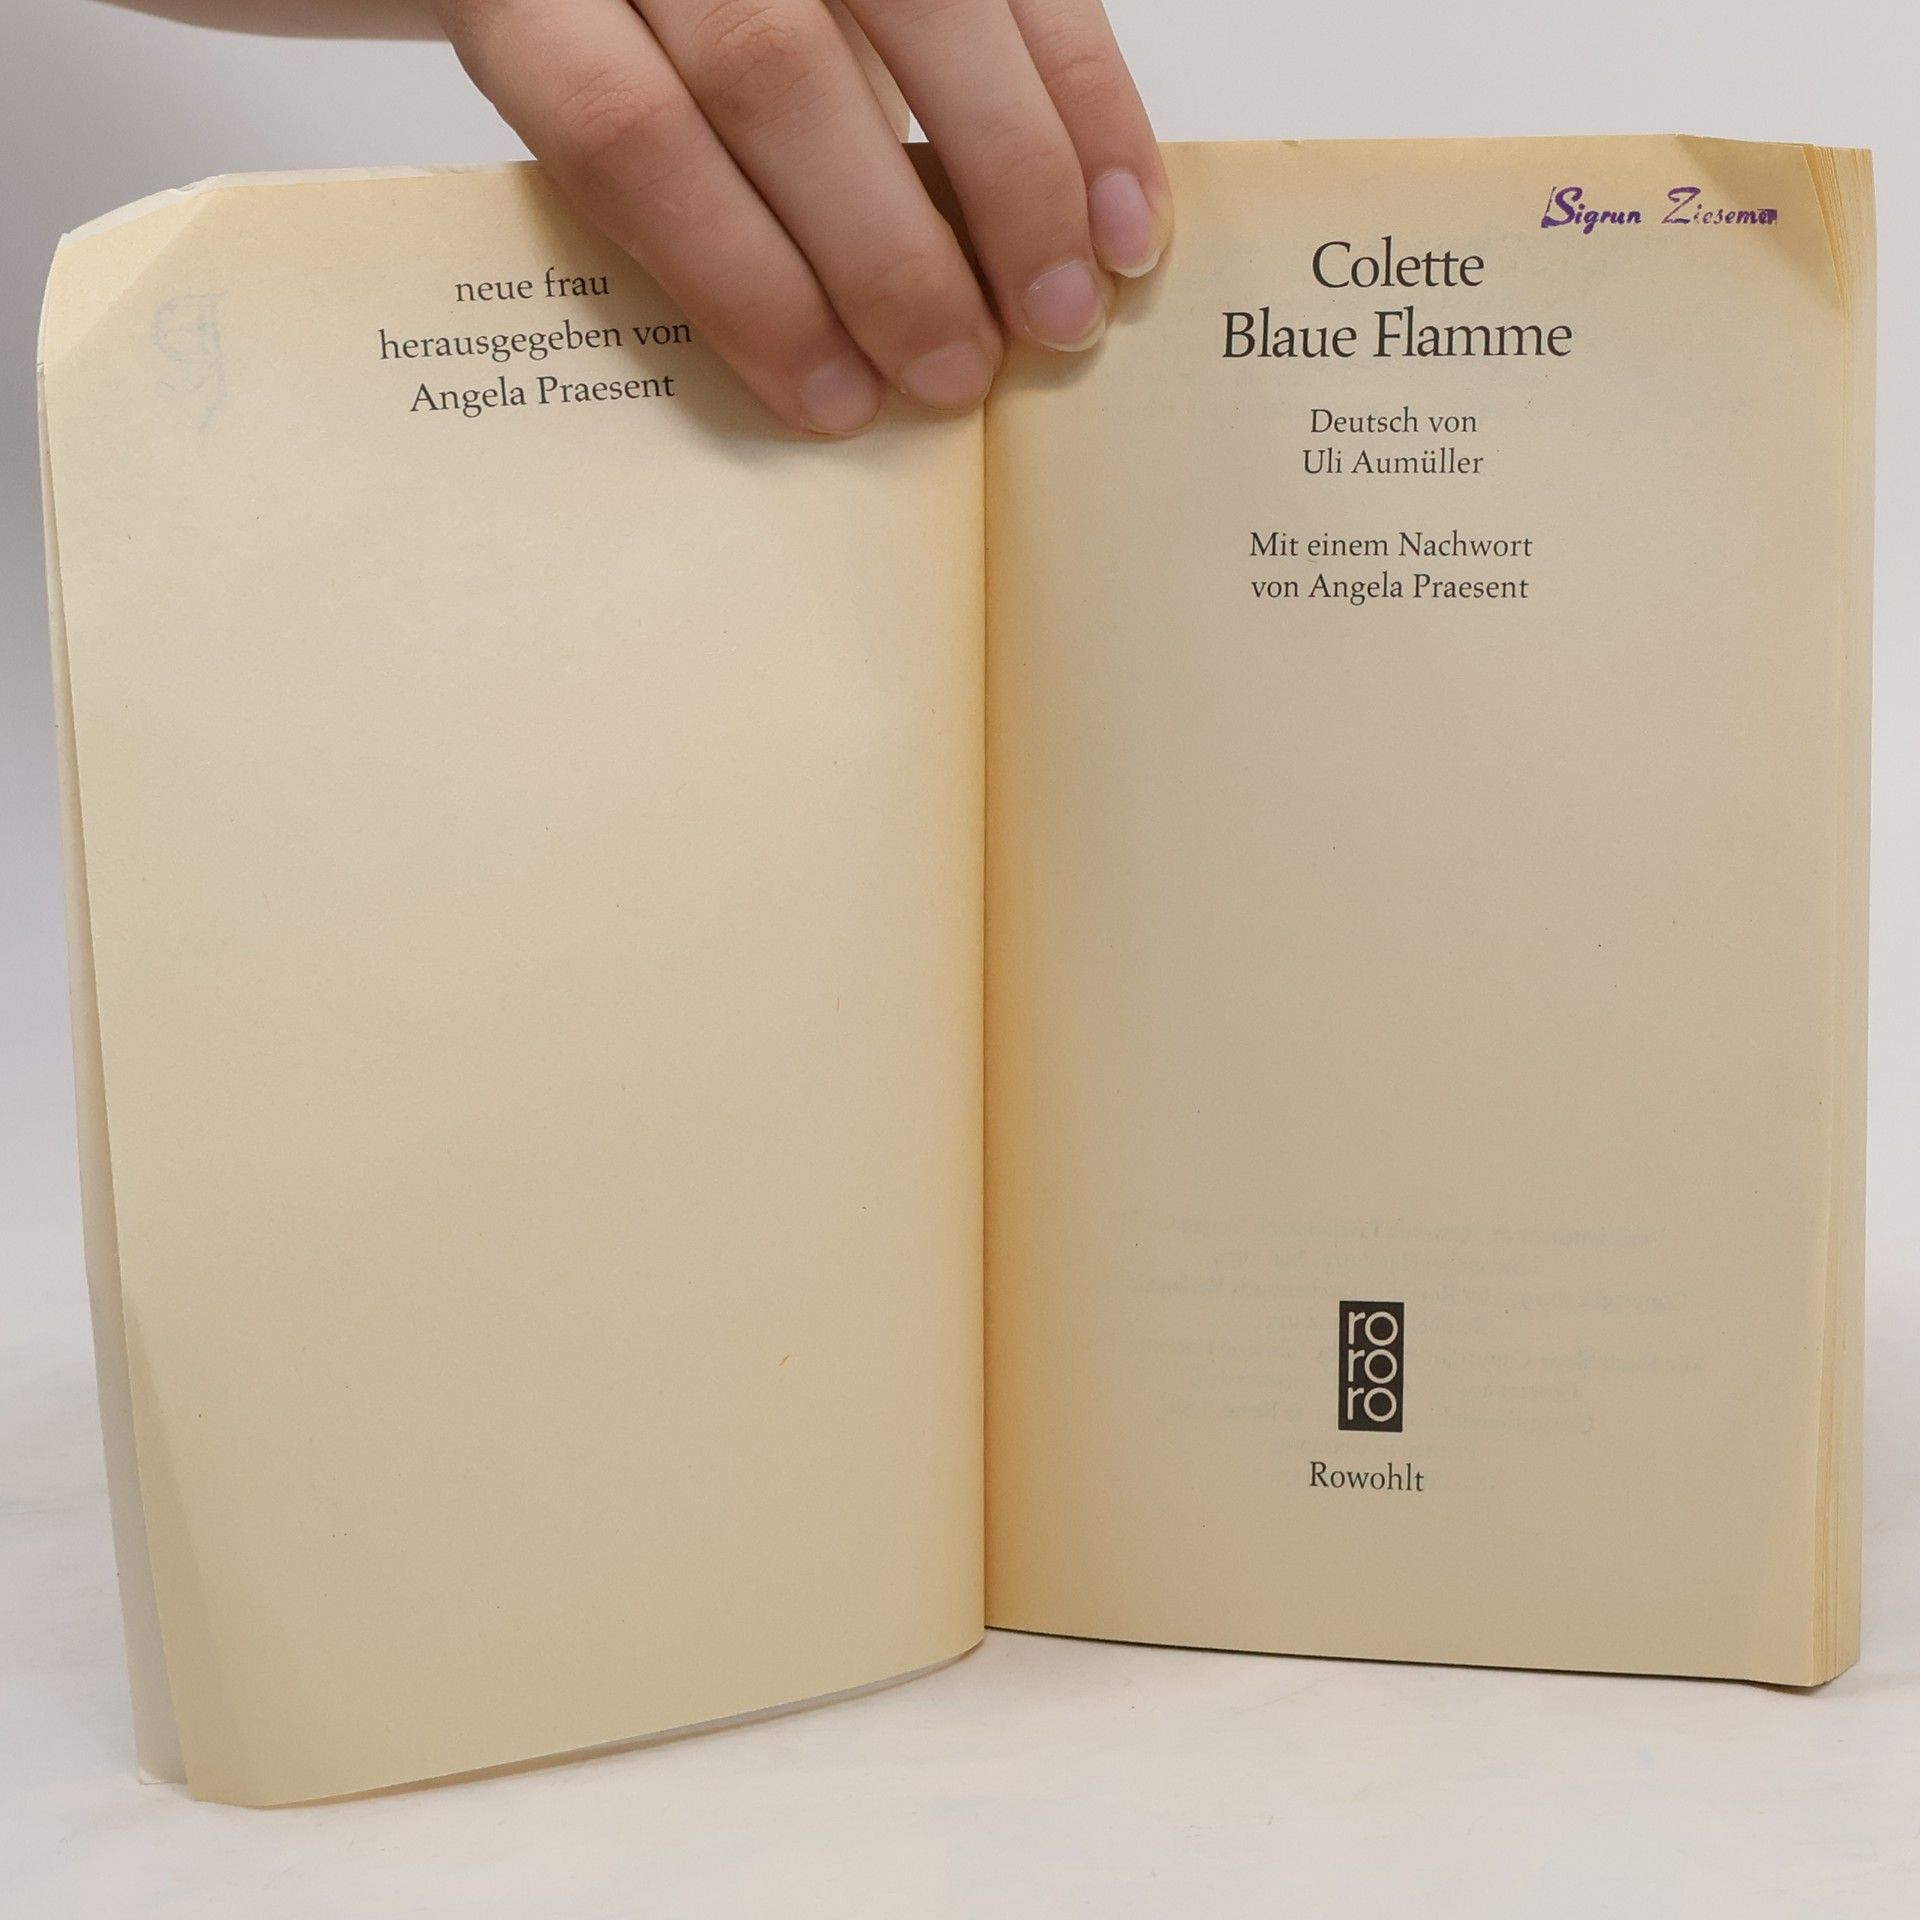 neue frau
herausgegeben von
Angela Praesent
Sigrun Ziesemer
Colette
Blaue Flamme
Deutsch von
Uli Aumüller
Mit einem Nachwort
von Angela Praesent
ro
ro
ro
Rowohlt